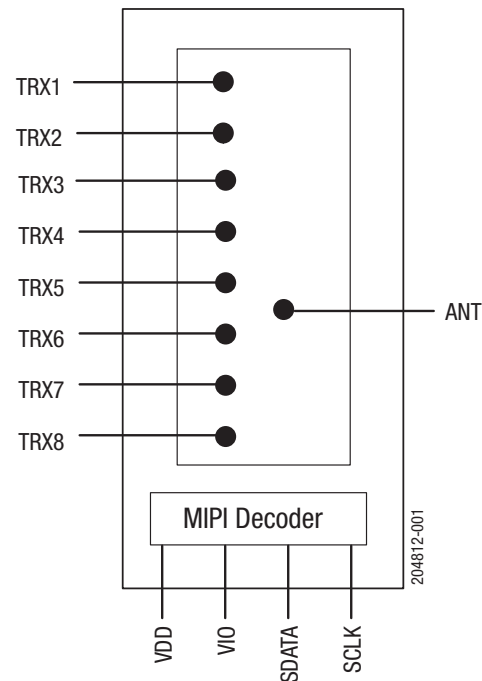 TRX1
TRX2
TRX3
TRX4
TRX5
TRX6
TRX7
TRX8
ANT
MIPI Decoder
204812-001
VDD
VIO
SDATA
SCLK